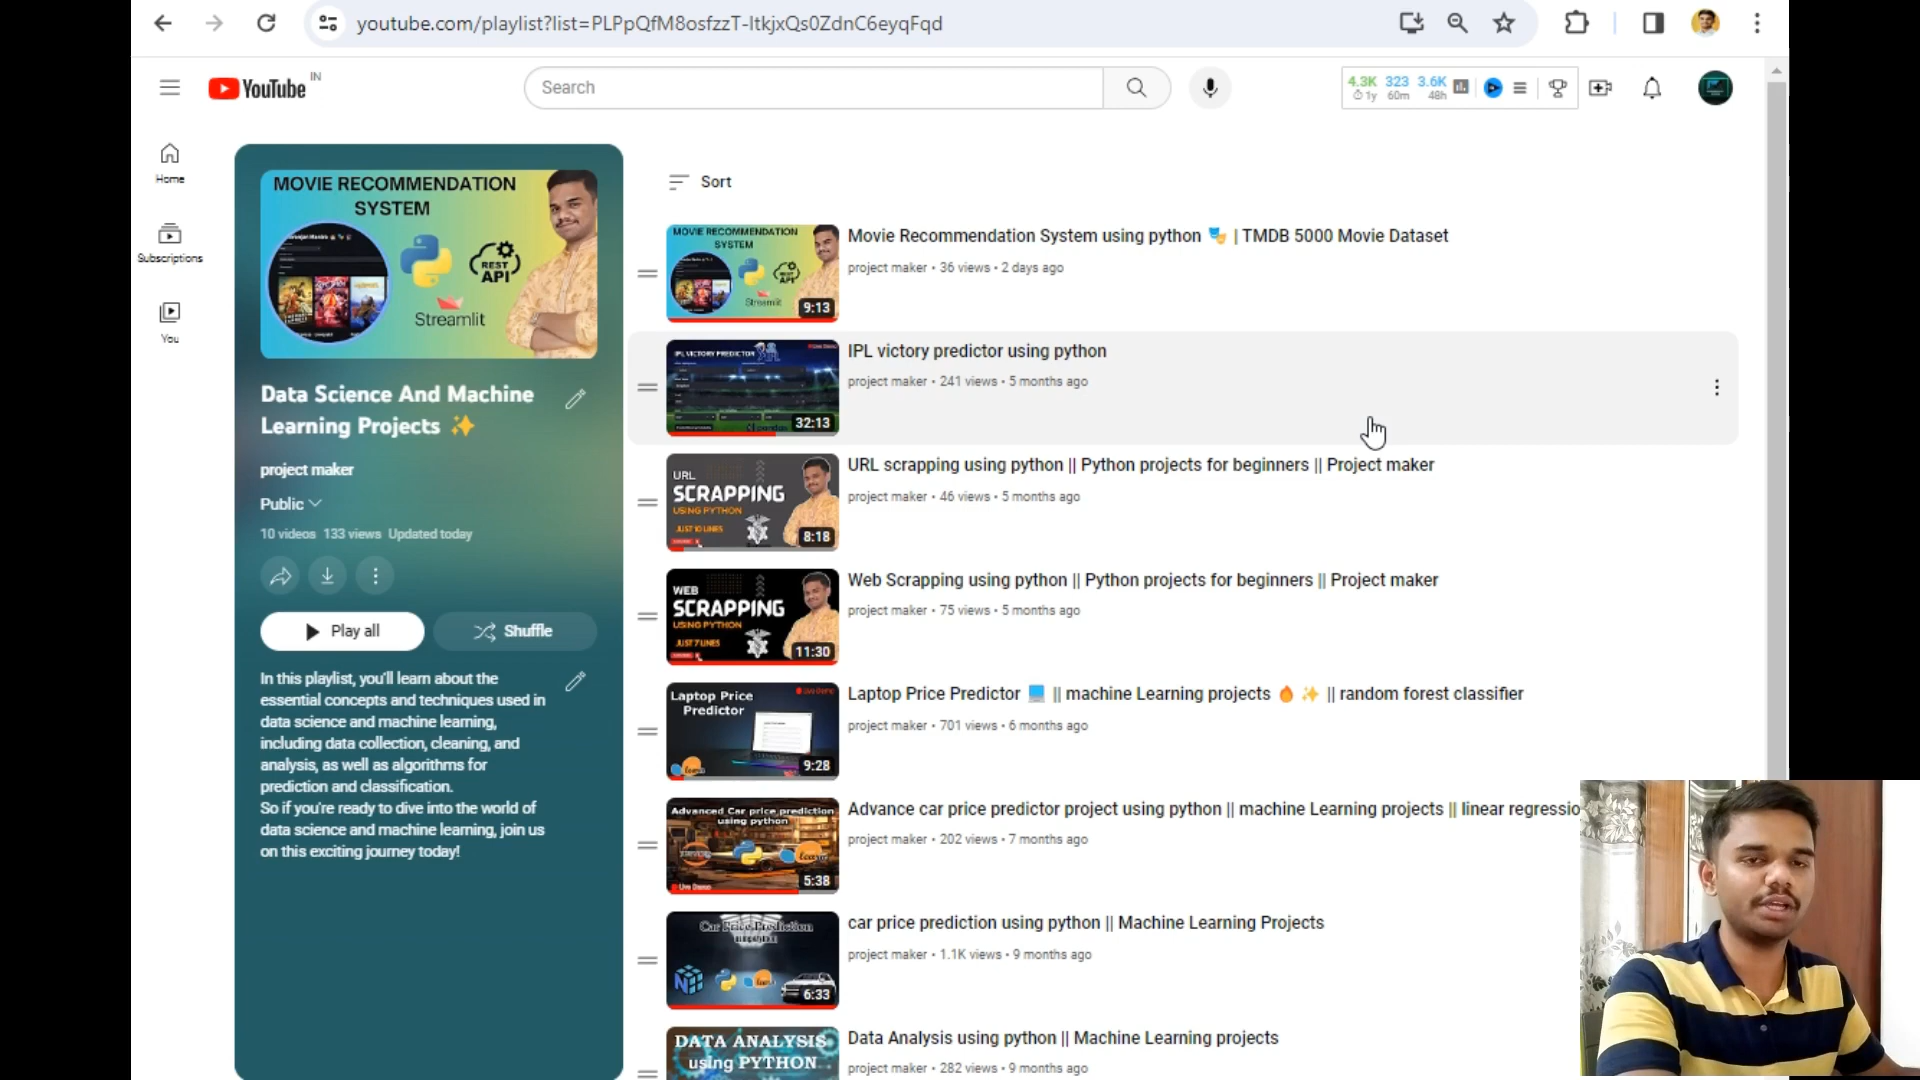 youtube.com/playlist?list=PLPpQfM8osfzzT-ltkjxQs0ZdnC6eyqFqd
YouTube IN
Search
4.3K 323 3.6K
1y 60m 48h
Home
Subscriptions
You
MOVIE RECOMMENDATION
SYSTEM
REST
API
Streamlit
Data Science And Machine
Learning Projects ✨
project maker
Public
10 videos 133 views Updated today
Play all
Shuffle
In this playlist, you'll learn about the
essential concepts and techniques used in
data science and machine learning,
including data collection, cleaning, and
analysis, as well as algorithms for
prediction and classification.
So if you're ready to dive into the world of
data science and machine learning, join us
on this exciting journey today!
Sort
MOVIE RECOMMENDATION
SYSTEM
REST
API
Streamlit
9:13
Movie Recommendation System using python 🎭 | TMDB 5000 Movie Dataset
project maker • 36 views • 2 days ago
IPL VICTORY PREDICTOR
32:13
IPL victory predictor using python
project maker • 241 views • 5 months ago
URL
SCRAPPING
USING PYTHON
JUST 10 LINES
8:18
URL scrapping using python || Python projects for beginners || Project maker
project maker • 46 views • 5 months ago
WEB
SCRAPPING
USING PYTHON
JUST 7 LINES
11:30
Web Scrapping using python || Python projects for beginners || Project maker
project maker • 75 views • 5 months ago
Laptop Price
Predictor
Live Demo
9:28
Laptop Price Predictor 💻 || machine Learning projects 🔥 ✨ || random forest classifier
project maker • 701 views • 6 months ago
Advanced Car price prediction
using python
Live Demo
5:38
Advance car price predictor project using python || machine Learning projects || linear regressio
project maker • 202 views • 7 months ago
Car Price Prediction
6:33
car price prediction using python || Machine Learning Projects
project maker • 1.1K views • 9 months ago
DATA ANALYSIS
using PYTHON
Data Analysis using python || Machine Learning projects
project maker • 282 views • 9 months ago